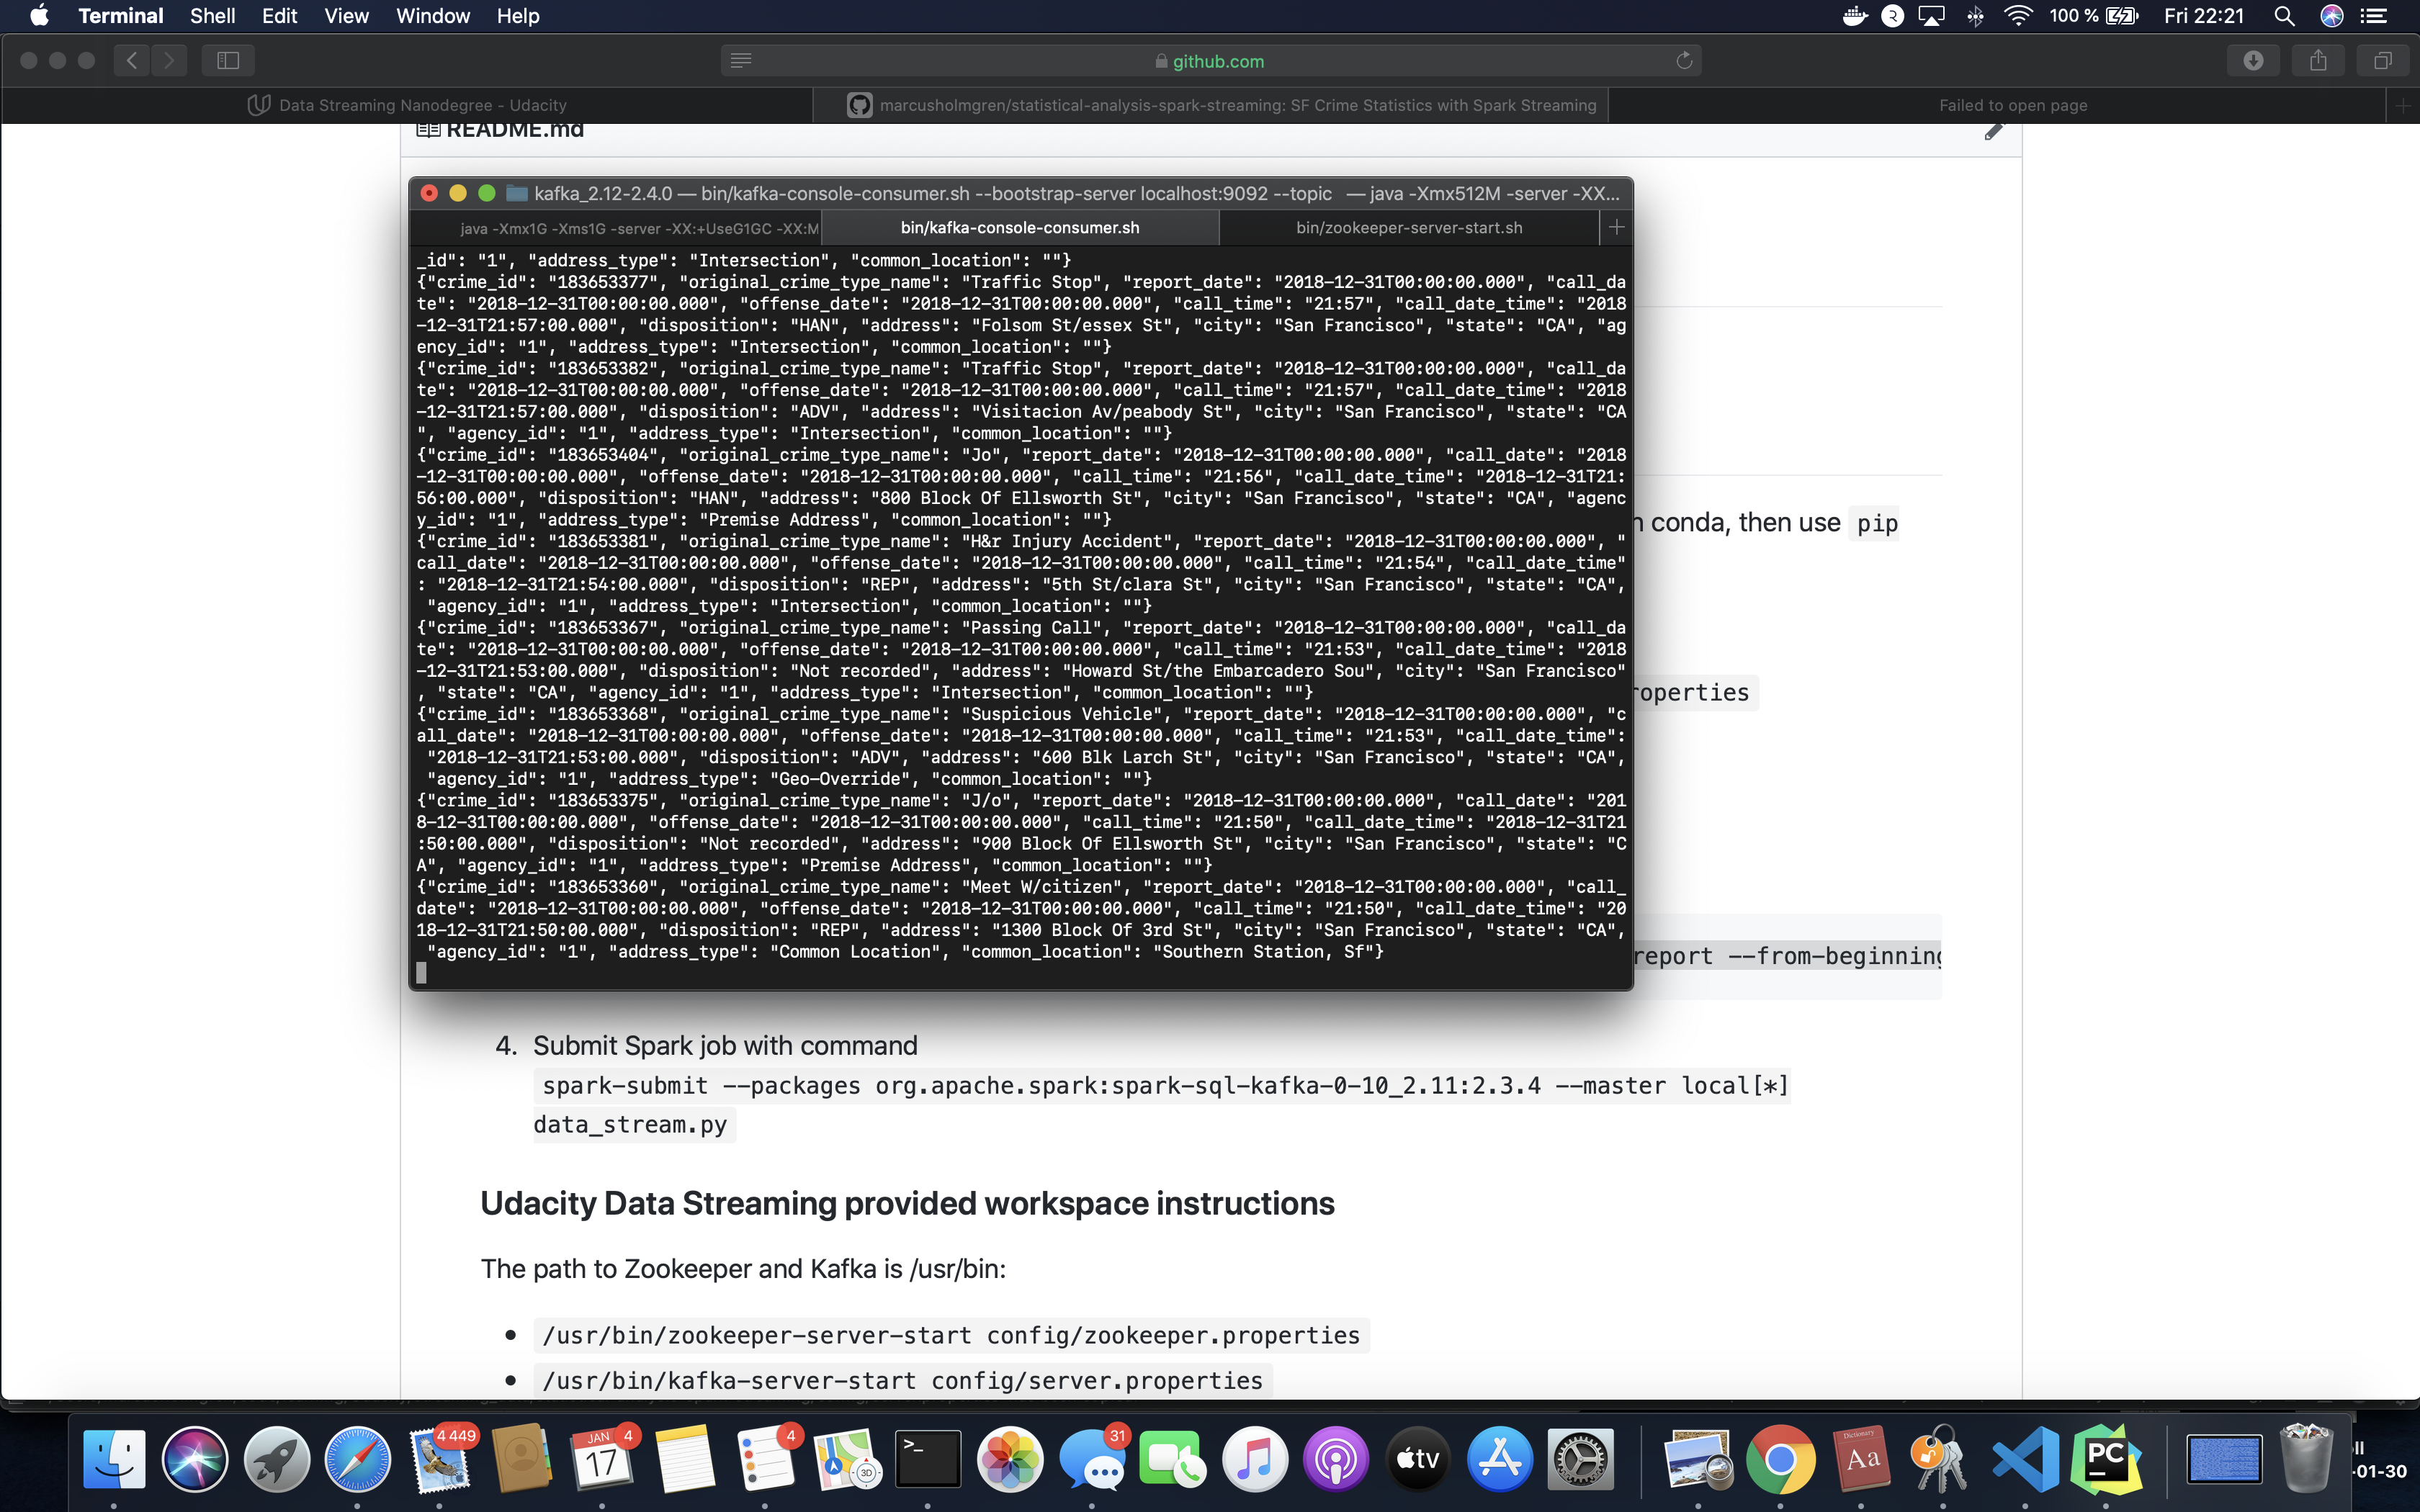 Terminal Shell Edit View Window Help 100 % Fri 22:21
github.com
Data Streaming Nanodegree - Udacity
marcusholmgren/statistical-analysis-spark-streaming: SF Crime Statistics with Spark Streaming
Failed to open page
README.md
kafka_2.12-2.4.0 — bin/kafka-console-consumer.sh --bootstrap-server localhost:9092 --topic — java -Xmx512M -server -XX...
java -Xmx1G -Xms1G -server -XX:+UseG1GC -XX:M
bin/kafka-console-consumer.sh
bin/zookeeper-server-start.sh
_id": "1", "address_type": "Intersection", "common_location": ""}
{"crime_id": "183653377", "original_crime_type_name": "Traffic Stop", "report_date": "2018-12-31T00:00:00.000", "call_da
te": "2018-12-31T00:00:00.000", "offense_date": "2018-12-31T00:00:00.000", "call_time": "21:57", "call_date_time": "2018
-12-31T21:57:00.000", "disposition": "HAN", "address": "Folsom St/essex St", "city": "San Francisco", "state": "CA", "ag
ency_id": "1", "address_type": "Intersection", "common_location": ""}
{"crime_id": "183653382", "original_crime_type_name": "Traffic Stop", "report_date": "2018-12-31T00:00:00.000", "call_da
te": "2018-12-31T00:00:00.000", "offense_date": "2018-12-31T00:00:00.000", "call_time": "21:57", "call_date_time": "2018
-12-31T21:57:00.000", "disposition": "ADV", "address": "Visitacion Av/peabody St", "city": "San Francisco", "state": "CA
", "agency_id": "1", "address_type": "Intersection", "common_location": ""}
{"crime_id": "183653404", "original_crime_type_name": "Jo", "report_date": "2018-12-31T00:00:00.000", "call_date": "2018
-12-31T00:00:00.000", "offense_date": "2018-12-31T00:00:00.000", "call_time": "21:56", "call_date_time": "2018-12-31T21:
56:00.000", "disposition": "HAN", "address": "800 Block Of Ellsworth St", "city": "San Francisco", "state": "CA", "agenc
y_id": "1", "address_type": "Premise Address", "common_location": ""}
{"crime_id": "183653381", "original_crime_type_name": "H&r Injury Accident", "report_date": "2018-12-31T00:00:00.000", "
call_date": "2018-12-31T00:00:00.000", "offense_date": "2018-12-31T00:00:00.000", "call_time": "21:54", "call_date_time"
: "2018-12-31T21:54:00.000", "disposition": "REP", "address": "5th St/clara St", "city": "San Francisco", "state": "CA",
"agency_id": "1", "address_type": "Intersection", "common_location": ""}
{"crime_id": "183653367", "original_crime_type_name": "Passing Call", "report_date": "2018-12-31T00:00:00.000", "call_da
te": "2018-12-31T00:00:00.000", "offense_date": "2018-12-31T00:00:00.000", "call_time": "21:53", "call_date_time": "2018
-12-31T21:53:00.000", "disposition": "Not recorded", "address": "Howard St/the Embarcadero Sou", "city": "San Francisco"
, "state": "CA", "agency_id": "1", "address_type": "Intersection", "common_location": ""}
{"crime_id": "183653368", "original_crime_type_name": "Suspicious Vehicle", "report_date": "2018-12-31T00:00:00.000", "c
all_date": "2018-12-31T00:00:00.000", "offense_date": "2018-12-31T00:00:00.000", "call_time": "21:53", "call_date_time":
"2018-12-31T21:53:00.000", "disposition": "ADV", "address": "600 Blk Larch St", "city": "San Francisco", "state": "CA",
"agency_id": "1", "address_type": "Geo-Override", "common_location": ""}
{"crime_id": "183653375", "original_crime_type_name": "J/o", "report_date": "2018-12-31T00:00:00.000", "call_date": "201
8-12-31T00:00:00.000", "offense_date": "2018-12-31T00:00:00.000", "call_time": "21:50", "call_date_time": "2018-12-31T21
:50:00.000", "disposition": "Not recorded", "address": "900 Block Of Ellsworth St", "city": "San Francisco", "state": "C
A", "agency_id": "1", "address_type": "Premise Address", "common_location": ""}
{"crime_id": "183653360", "original_crime_type_name": "Meet W/citizen", "report_date": "2018-12-31T00:00:00.000", "call_
date": "2018-12-31T00:00:00.000", "offense_date": "2018-12-31T00:00:00.000", "call_time": "21:50", "call_date_time": "20
18-12-31T21:50:00.000", "disposition": "REP", "address": "1300 Block Of 3rd St", "city": "San Francisco", "state": "CA",
"agency_id": "1", "address_type": "Common Location", "common_location": "Southern Station, Sf"}
n conda, then use pip
roperties
report --from-beginning
4. Submit Spark job with command
spark-submit --packages org.apache.spark:spark-sql-kafka-0-10_2.11:2.3.4 --master local[*]
data_stream.py
Udacity Data Streaming provided workspace instructions
The path to Zookeeper and Kafka is /usr/bin:
• /usr/bin/zookeeper-server-start config/zookeeper.properties
• /usr/bin/kafka-server-start config/server.properties
4 449
JAN
17
4
4
3D
31
tv
Dictionary
Aa
PC
-01-30